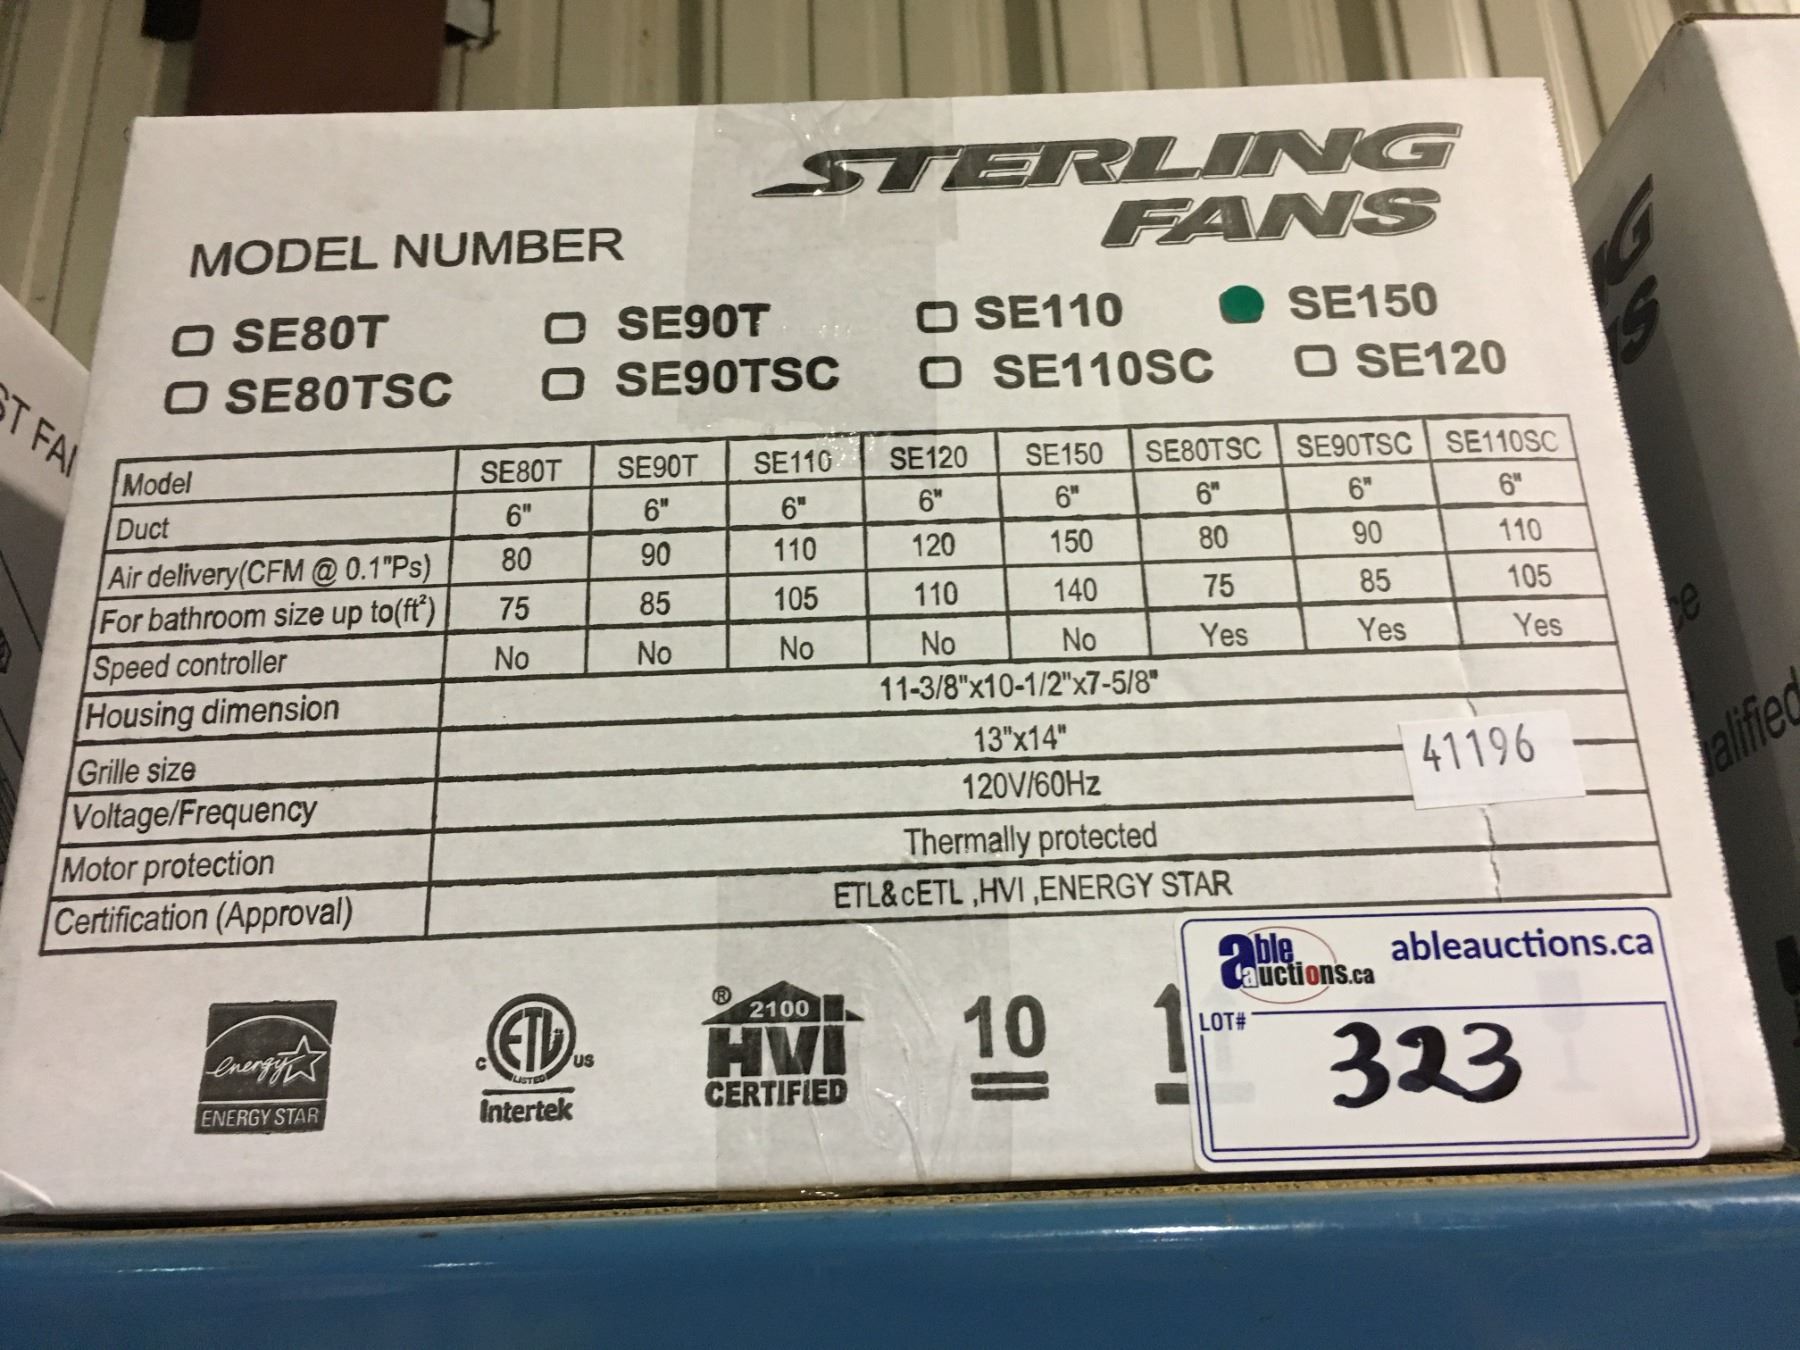 STERLING
FANS
MODEL NUMBER
SE80T SE90T SE110 SE150
SE80TSC SE90TSC SE110SC SE120
Model SE80T SE90T SE110 SE120 SE150 SE80TSC SE90TSC SE110SC
Duct 6" 6" 6" 6" 6" 6" 6" 6"
Air delivery(CFM @ 0.1"Ps) 80 90 110 120 150 80 90 110
For bathroom size up to(ft²) 75 85 105 110 140 75 85 105
Speed controller No No No No No Yes Yes Yes
Housing dimension 11-3/8"x10-1/2"x7-5/8"
Grille size 13"x14"
Voltage/Frequency 120V/60Hz
Motor protection Thermally protected
Certification (Approval) ETL&cETL ,HVI ,ENERGY STAR
41196
energy
ENERGY STAR
c ETL us
LISTED
Intertek
® 2100
HVI
CERTIFIED
10
1
able auctions.ca
ableauctions.ca
LOT#
323
ST FAN
NG
alified